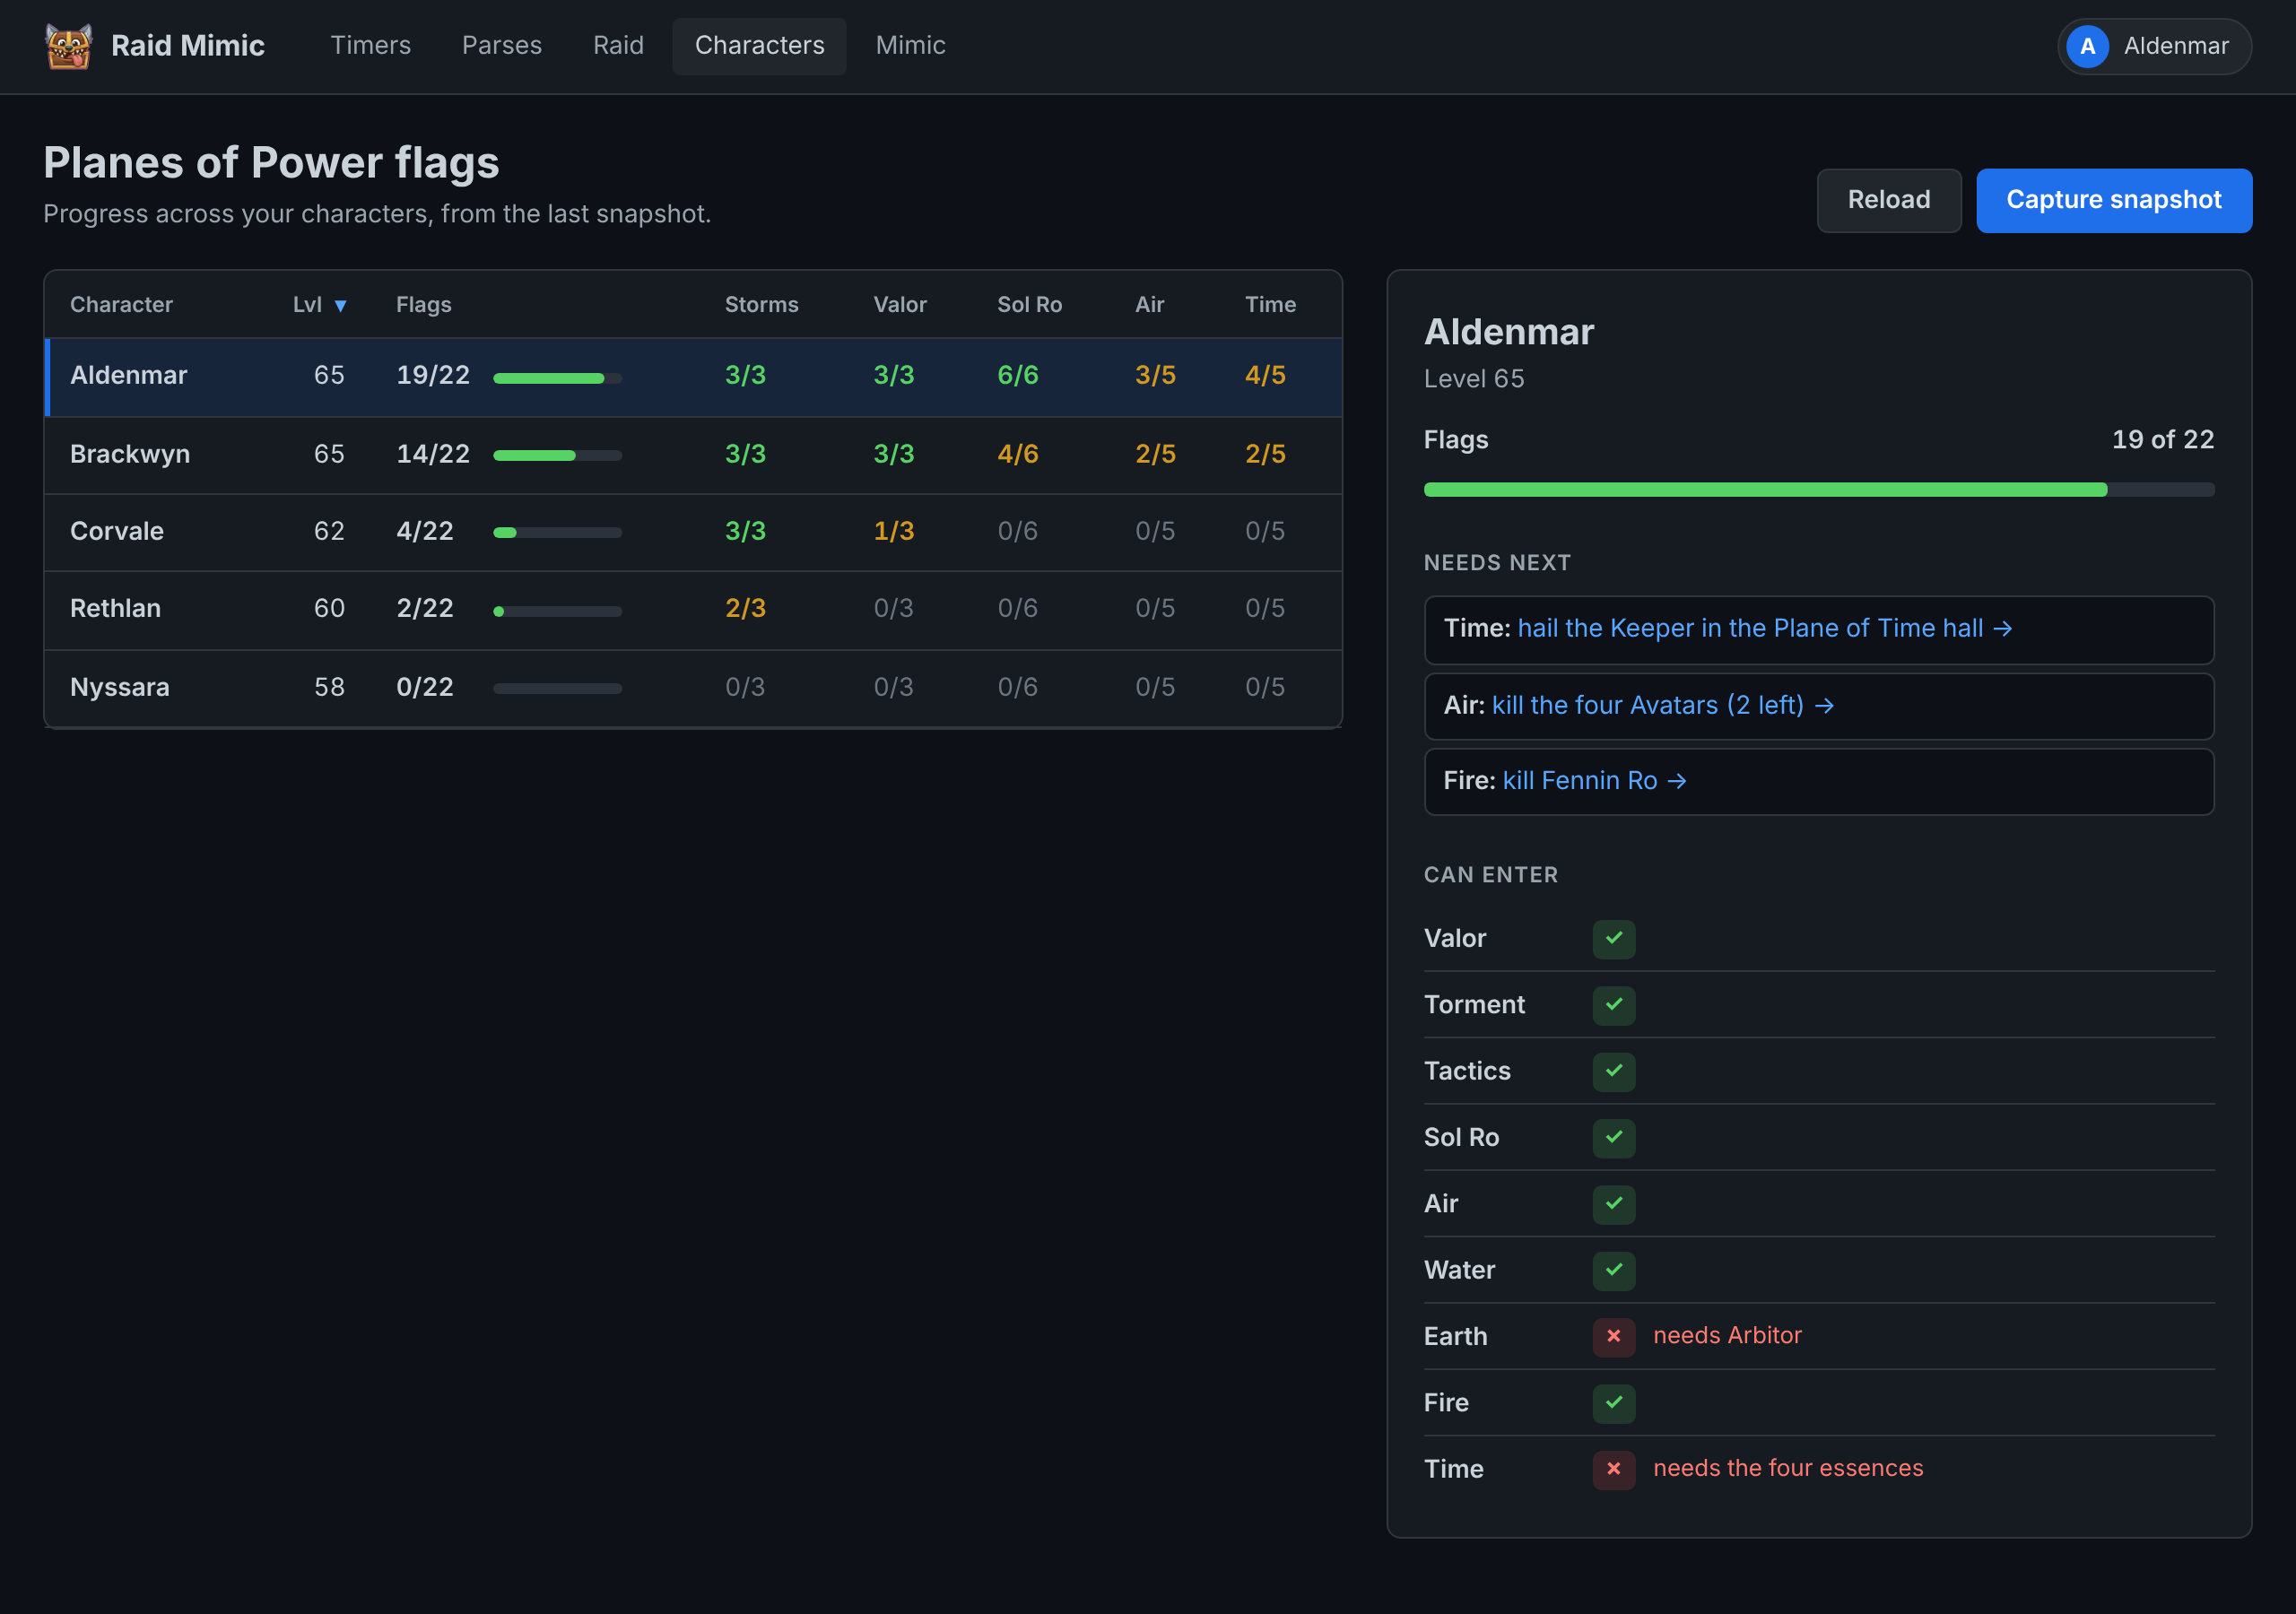 Raid Mimic Timers Parses Raid Characters Mimic A Aldenmar
Planes of Power flags
Progress across your characters, from the last snapshot.
Reload Capture snapshot
Character Lvl ▼ Flags Storms Valor Sol Ro Air Time
Aldenmar 65 19/22 3/3 3/3 6/6 3/5 4/5
Brackwyn 65 14/22 3/3 3/3 4/6 2/5 2/5
Corvale 62 4/22 3/3 1/3 0/6 0/5 0/5
Rethlan 60 2/22 2/3 0/3 0/6 0/5 0/5
Nyssara 58 0/22 0/3 0/3 0/6 0/5 0/5
Aldenmar
Level 65
Flags 19 of 22
NEEDS NEXT
Time: hail the Keeper in the Plane of Time hall →
Air: kill the four Avatars (2 left) →
Fire: kill Fennin Ro →
CAN ENTER
Valor ✓
Torment ✓
Tactics ✓
Sol Ro ✓
Air ✓
Water ✓
Earth × needs Arbitor
Fire ✓
Time × needs the four essences